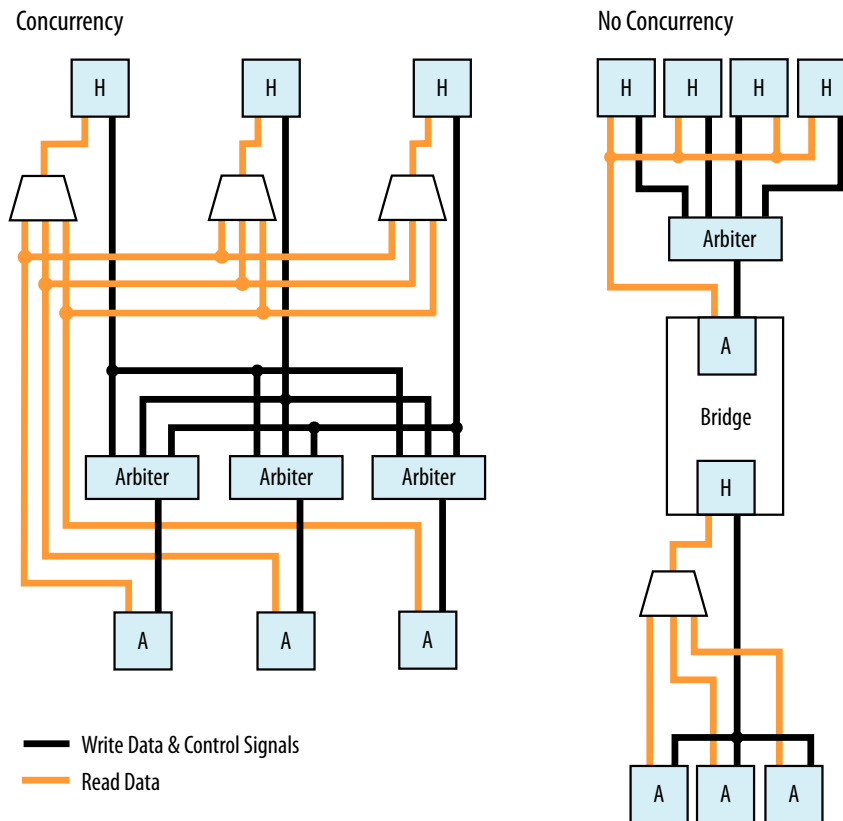 Concurrency
H
H
H
Arbiter
Arbiter
Arbiter
A
A
A
Write Data & Control Signals
Read Data
No Concurrency
H
H
H
H
Arbiter
A
Bridge
H
A
A
A